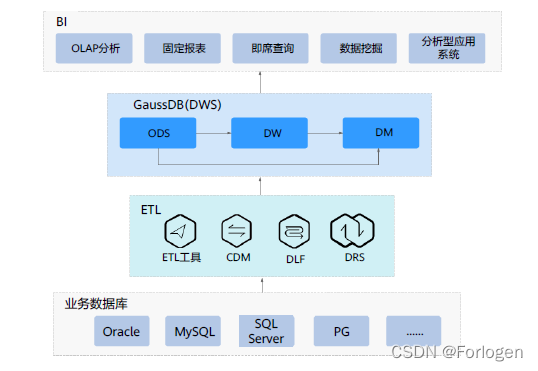 BI
OLAP分析
固定报表
即席查询
数据挖掘
分析型应用
系统
GaussDB(DWS)
ODS
DW
DM
ETL
ETL工具
CDM
DLF
DRS
业务数据库
Oracle
MySQL
SQL
Server
PG
......
CSDN @Forlogen